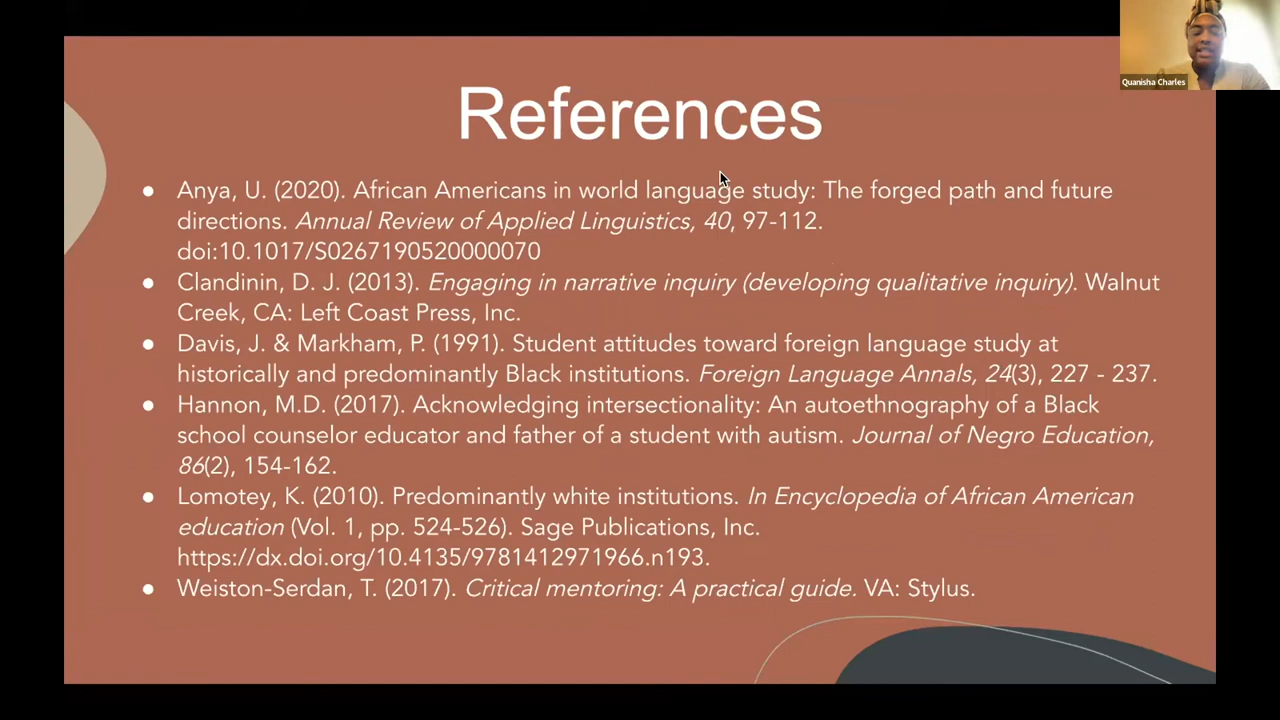 Quanisha Charles
References
● Anya, U. (2020). African Americans in world language study: The forged path and future
directions. Annual Review of Applied Linguistics, 40, 97-112.
doi:10.1017/S0267190520000070
● Clandinin, D. J. (2013). Engaging in narrative inquiry (developing qualitative inquiry). Walnut
Creek, CA: Left Coast Press, Inc.
● Davis, J. & Markham, P. (1991). Student attitudes toward foreign language study at
historically and predominantly Black institutions. Foreign Language Annals, 24(3), 227 - 237.
● Hannon, M.D. (2017). Acknowledging intersectionality: An autoethnography of a Black
school counselor educator and father of a student with autism. Journal of Negro Education,
86(2), 154-162.
● Lomotey, K. (2010). Predominantly white institutions. In Encyclopedia of African American
education (Vol. 1, pp. 524-526). Sage Publications, Inc.
https://dx.doi.org/10.4135/9781412971966.n193.
● Weiston-Serdan, T. (2017). Critical mentoring: A practical guide. VA: Stylus.